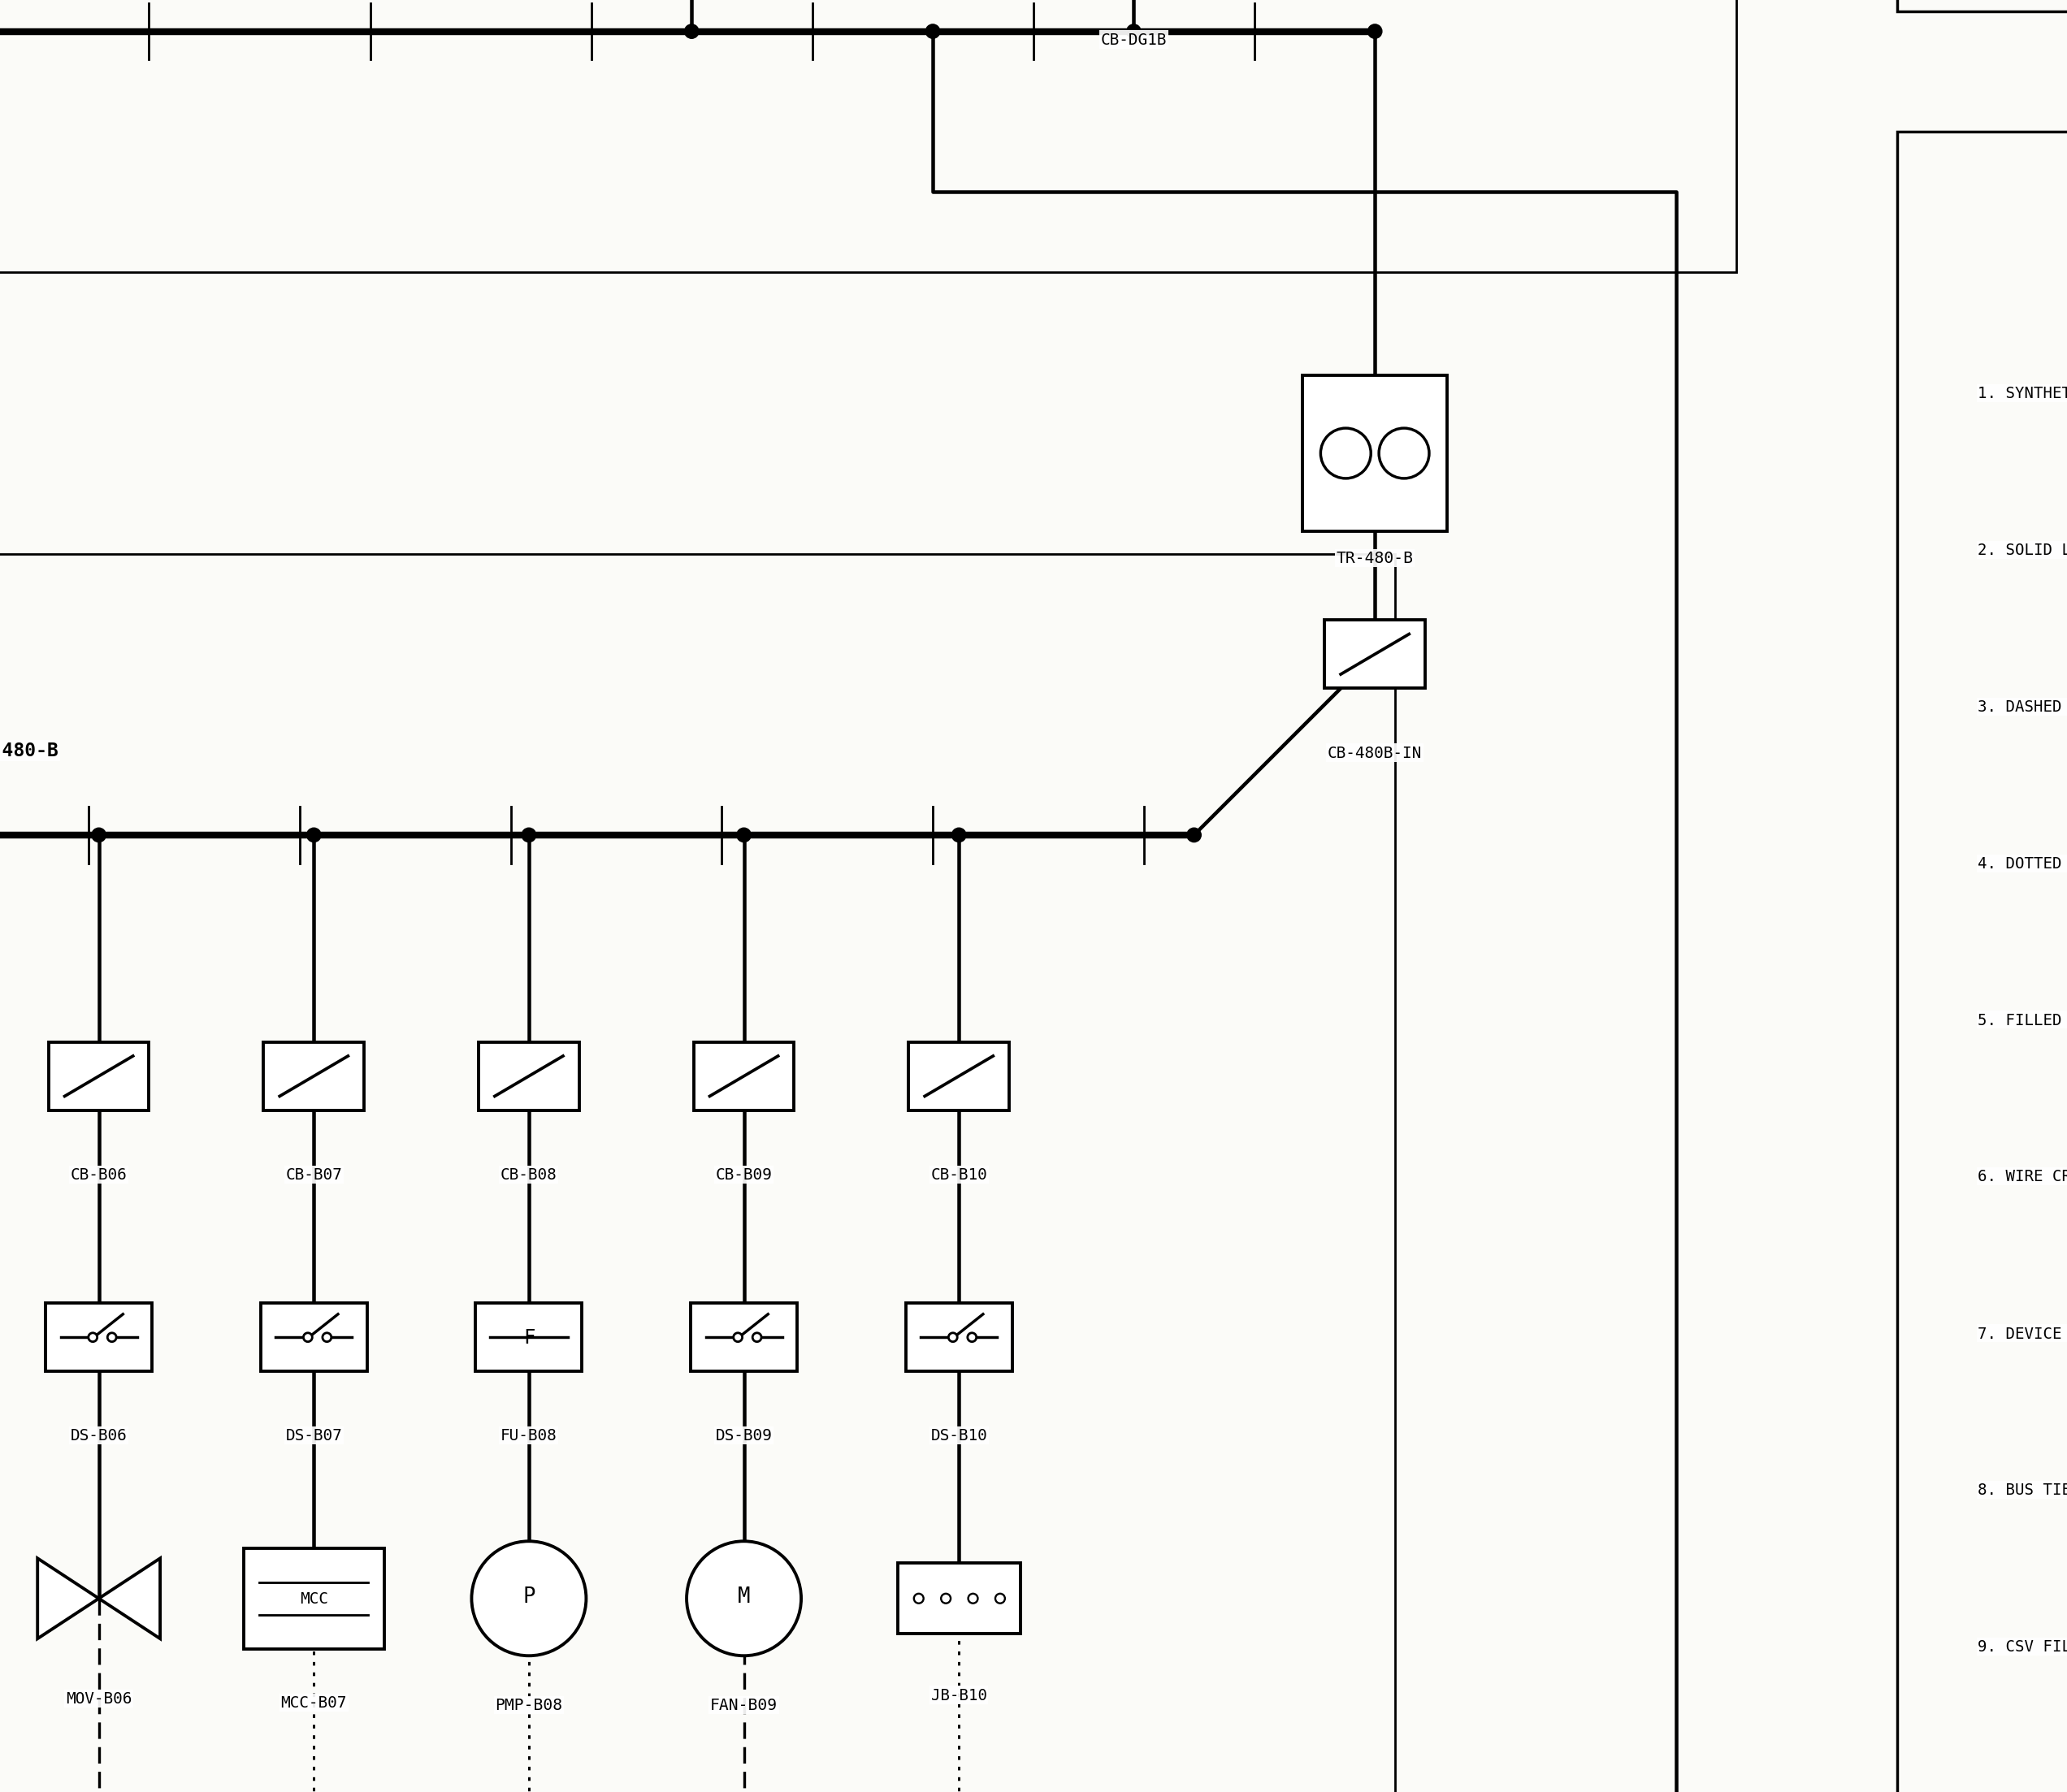 CB-DG1B
1. SYNTHET
TR-480-B
2. SOLID L
3. DASHED
480-B
CB-480B-IN
4. DOTTED
5. FILLED
CB-B06
CB-B07
CB-B08
CB-B09
CB-B10
6. WIRE CR
F
7. DEVICE
DS-B06
DS-B07
FU-B08
DS-B09
DS-B10
8. BUS TIE
MCC
P
M
9. CSV FIL
MOV-B06
MCC-B07
PMP-B08
FAN-B09
JB-B10